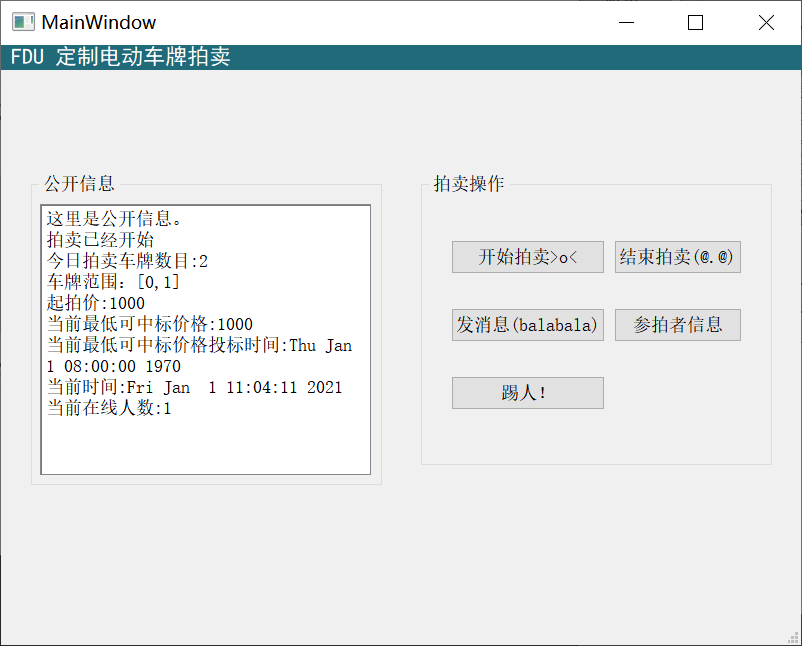 MainWindow
FDU 定制电动车牌拍卖
公开信息
这里是公开信息。
拍卖已经开始
今日拍卖车牌数目:2
车牌范围：[0,1]
起拍价:1000
当前最低可中标价格:1000
当前最低可中标价格投标时间:Thu Jan
1 08:00:00 1970
当前时间:Fri Jan  1 11:04:11 2021
当前在线人数:1
拍卖操作
开始拍卖>o<
结束拍卖(@.@)
发消息(balabala)
参拍者信息
踢人!